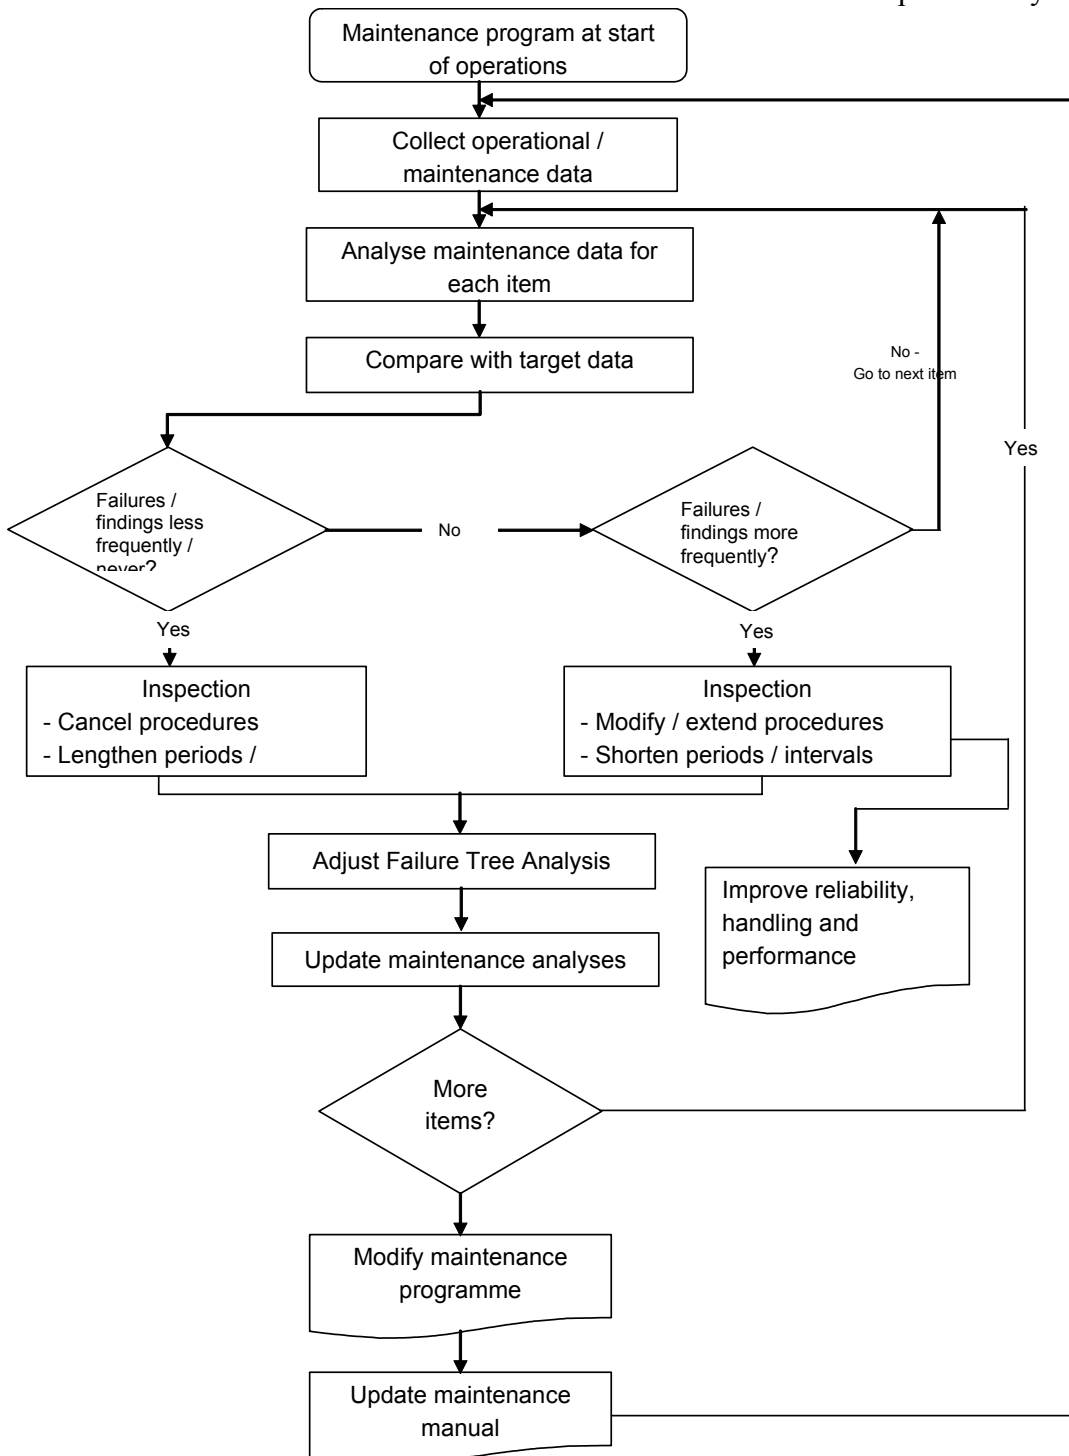 Maintenance program at start
of operations
Collect operational /
maintenance data
Analyse maintenance data for
each item
Compare with target data
No -
Go to next item
Yes
Failures /
findings less
frequently /
never?
No
Failures /
findings more
frequently?
Yes
Yes
Inspection
- Cancel procedures
- Lengthen periods /
Inspection
- Modify / extend procedures
- Shorten periods / intervals
Adjust Failure Tree Analysis
Improve reliability,
handling and
performance
Update maintenance analyses
More
items?
Modify maintenance
programme
Update maintenance
manual